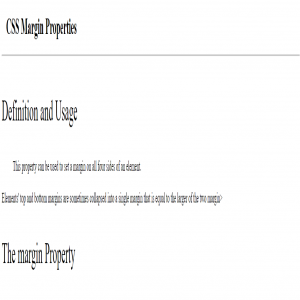 CSS Margin Properties
Definition and Usage
This property can be used to set a margin on all four sides of an element.
Elements' top and bottom margins are sometimes collapsed into a single margin that is equal to the larger of the two margin>
The margin Property